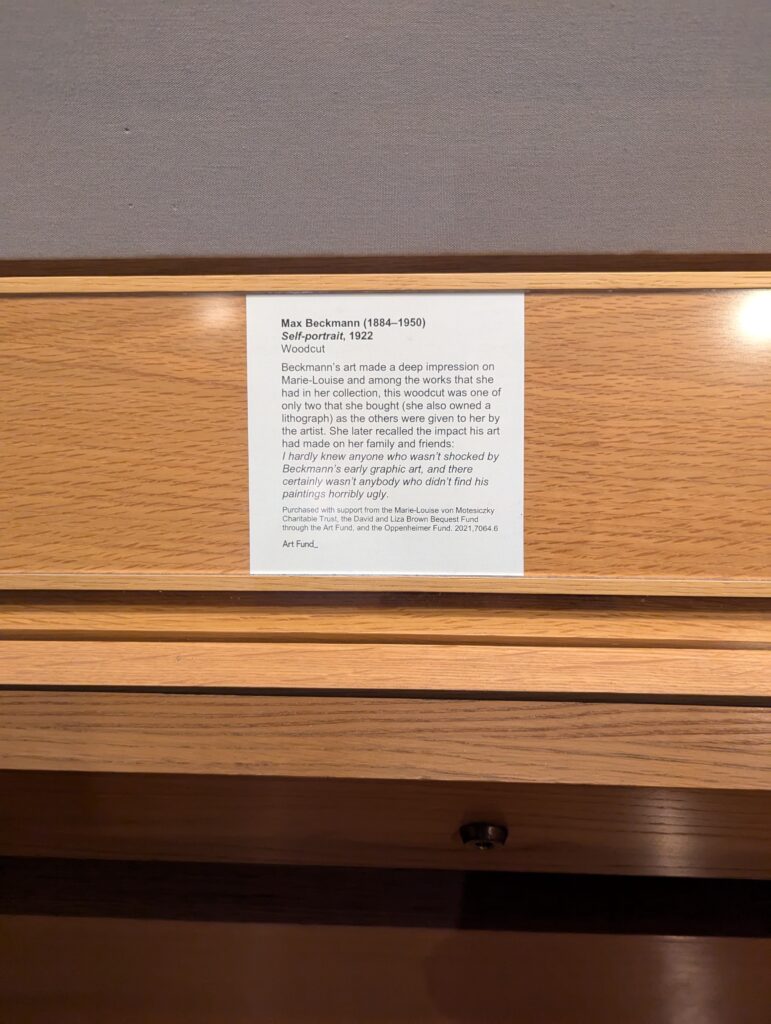 Max Beckmann (1884–1950)
Self-portrait, 1922
Woodcut
Beckmann's art made a deep impression on
Marie-Louise and among the works that she
had in her collection, this woodcut was one of
only two that she bought (she also owned a
lithograph) as the others were given to her by
the artist. She later recalled the impact his art
had made on her family and friends:
I hardly knew anyone who wasn't shocked by
Beckmann's early graphic art, and there
certainly wasn't anybody who didn't find his
paintings horribly ugly.
Purchased with support from the Marie-Louise von Motesiczky
Charitable Trust, the David and Liza Brown Bequest Fund
through the Art Fund, and the Oppenheimer Fund. 2021,7064.6
Art Fund_